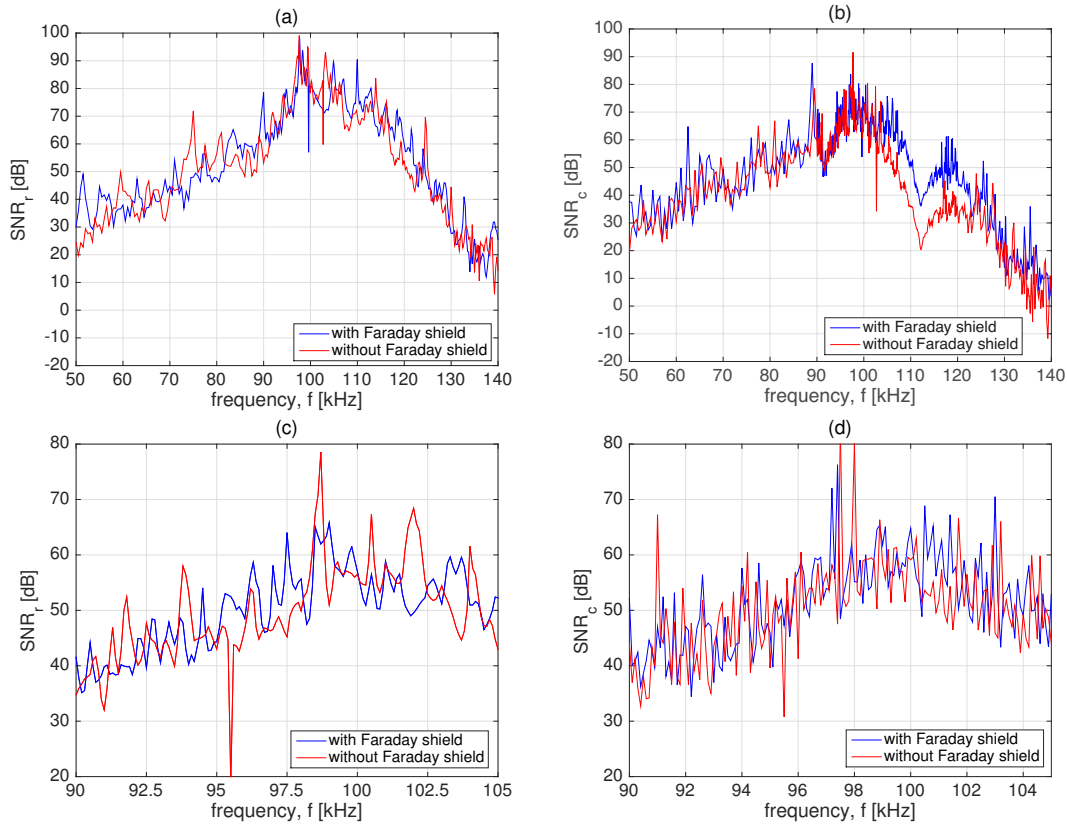 (a)
SNR_r [dB]
100
90
80
70
60
50
40
30
20
10
0
-10
-20
50 60 70 80 90 100 110 120 130 140
frequency, f [kHz]
with Faraday shield
without Faraday shield
(b)
SNR_c [dB]
100
90
80
70
60
50
40
30
20
10
0
-10
-20
50 60 70 80 90 100 110 120 130 140
frequency, f [kHz]
with Faraday shield
without Faraday shield
(c)
SNR_r [dB]
80
70
60
50
40
30
20
90 92.5 95 97.5 100 102.5 105
frequency, f [kHz]
with Faraday shield
without Faraday shield
(d)
SNR_c [dB]
80
70
60
50
40
30
20
90 92 94 96 98 100 102 104
frequency, f [kHz]
with Faraday shield
without Faraday shield